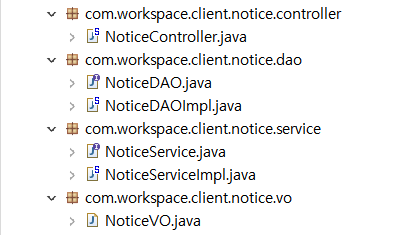 com.workspace.client.notice.controller
NoticeController.java
com.workspace.client.notice.dao
NoticeDAO.java
NoticeDAOImpl.java
com.workspace.client.notice.service
NoticeService.java
NoticeServiceImpl.java
com.workspace.client.notice.vo
NoticeVO.java